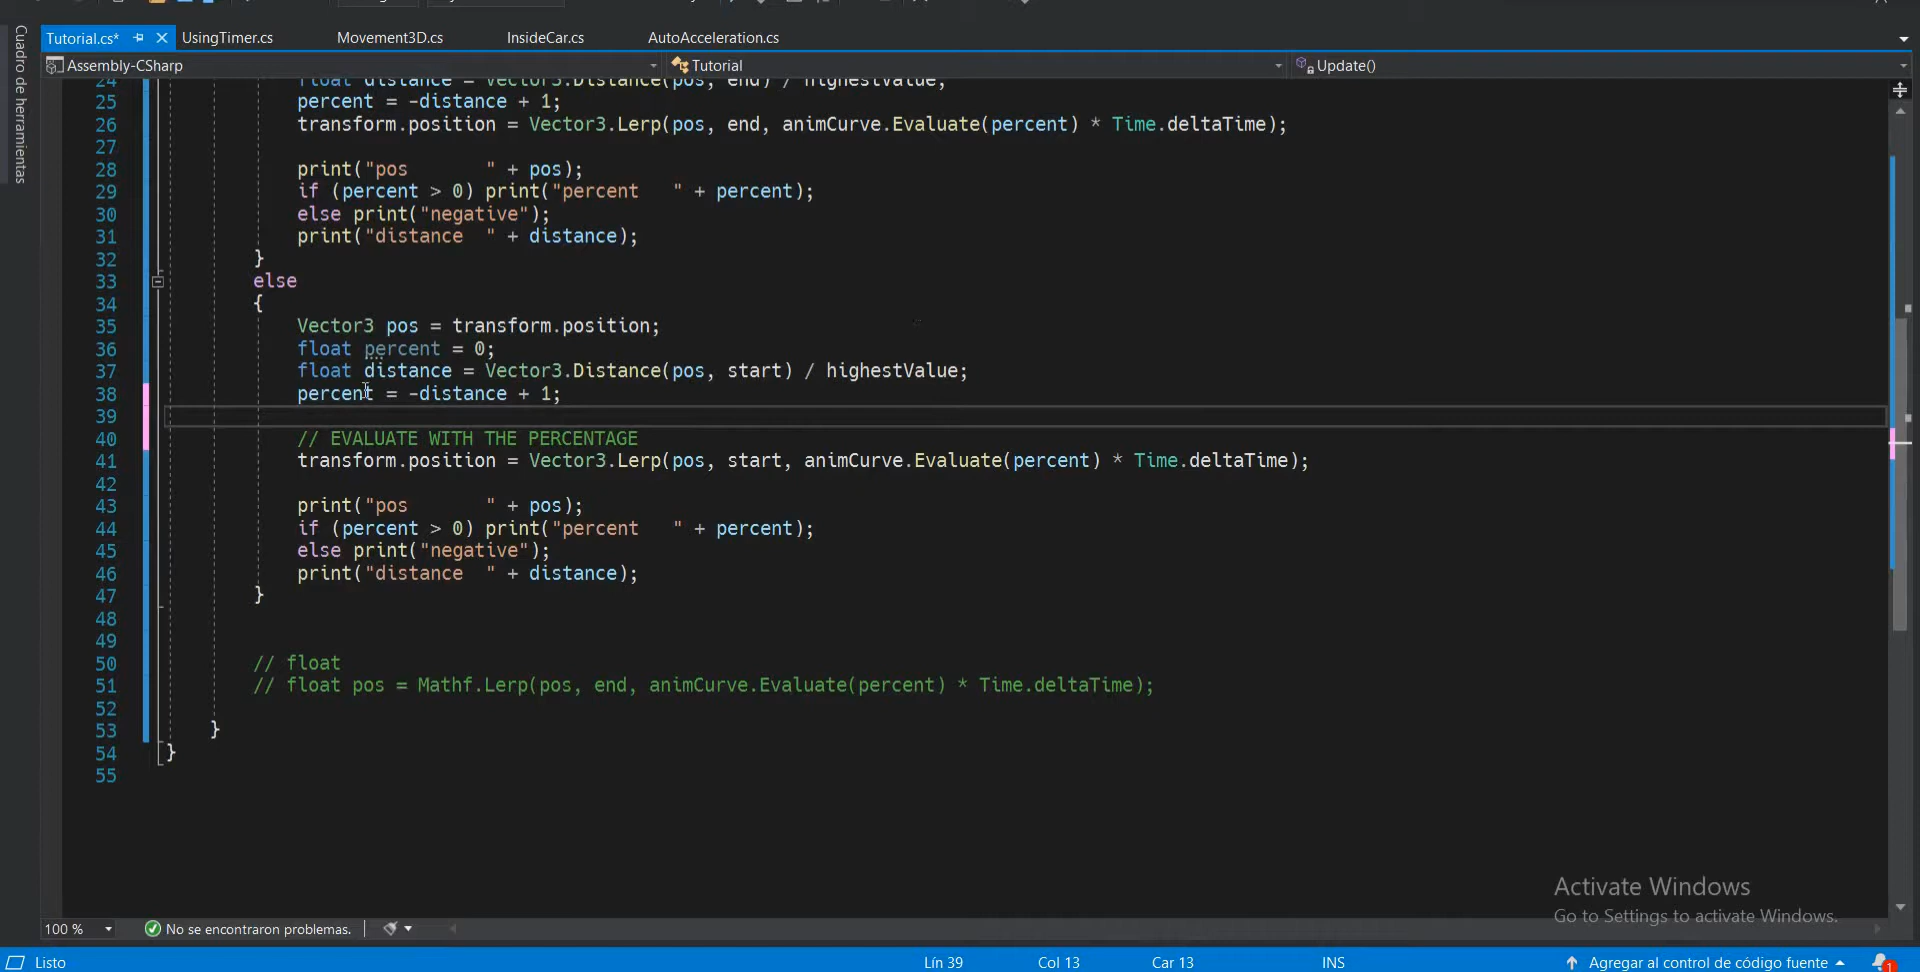 Cuadro de herramientas
Tutorial.cs* UsingTimer.cs Movement3D.cs InsideCar.cs AutoAcceleration.cs
Assembly-CSharp Tutorial Update()
24 float distance = Vector3.Distance(pos, end) / highestValue;
25 percent = -distance + 1;
26 transform.position = Vector3.Lerp(pos, end, animCurve.Evaluate(percent) * Time.deltaTime);
27
28 print("pos       " + pos);
29 if (percent > 0) print("percent   " + percent);
30 else print("negative");
31 print("distance  " + distance);
32 }
33 else
34 {
35 Vector3 pos = transform.position;
36 float percent = 0;
37 float distance = Vector3.Distance(pos, start) / highestValue;
38 percent = -distance + 1;
39
40 // EVALUATE WITH THE PERCENTAGE
41 transform.position = Vector3.Lerp(pos, start, animCurve.Evaluate(percent) * Time.deltaTime);
42
43 print("pos       " + pos);
44 if (percent > 0) print("percent   " + percent);
45 else print("negative");
46 print("distance  " + distance);
47 }
48
49
50 // float
51 // float pos = Mathf.Lerp(pos, end, animCurve.Evaluate(percent) * Time.deltaTime);
52
53 }
54 }
55
Activate Windows
Go to Settings to activate Windows.
100 % No se encontraron problemas.
Listo Lín 39 Col 13 Car 13 INS Agregar al control de código fuente 1